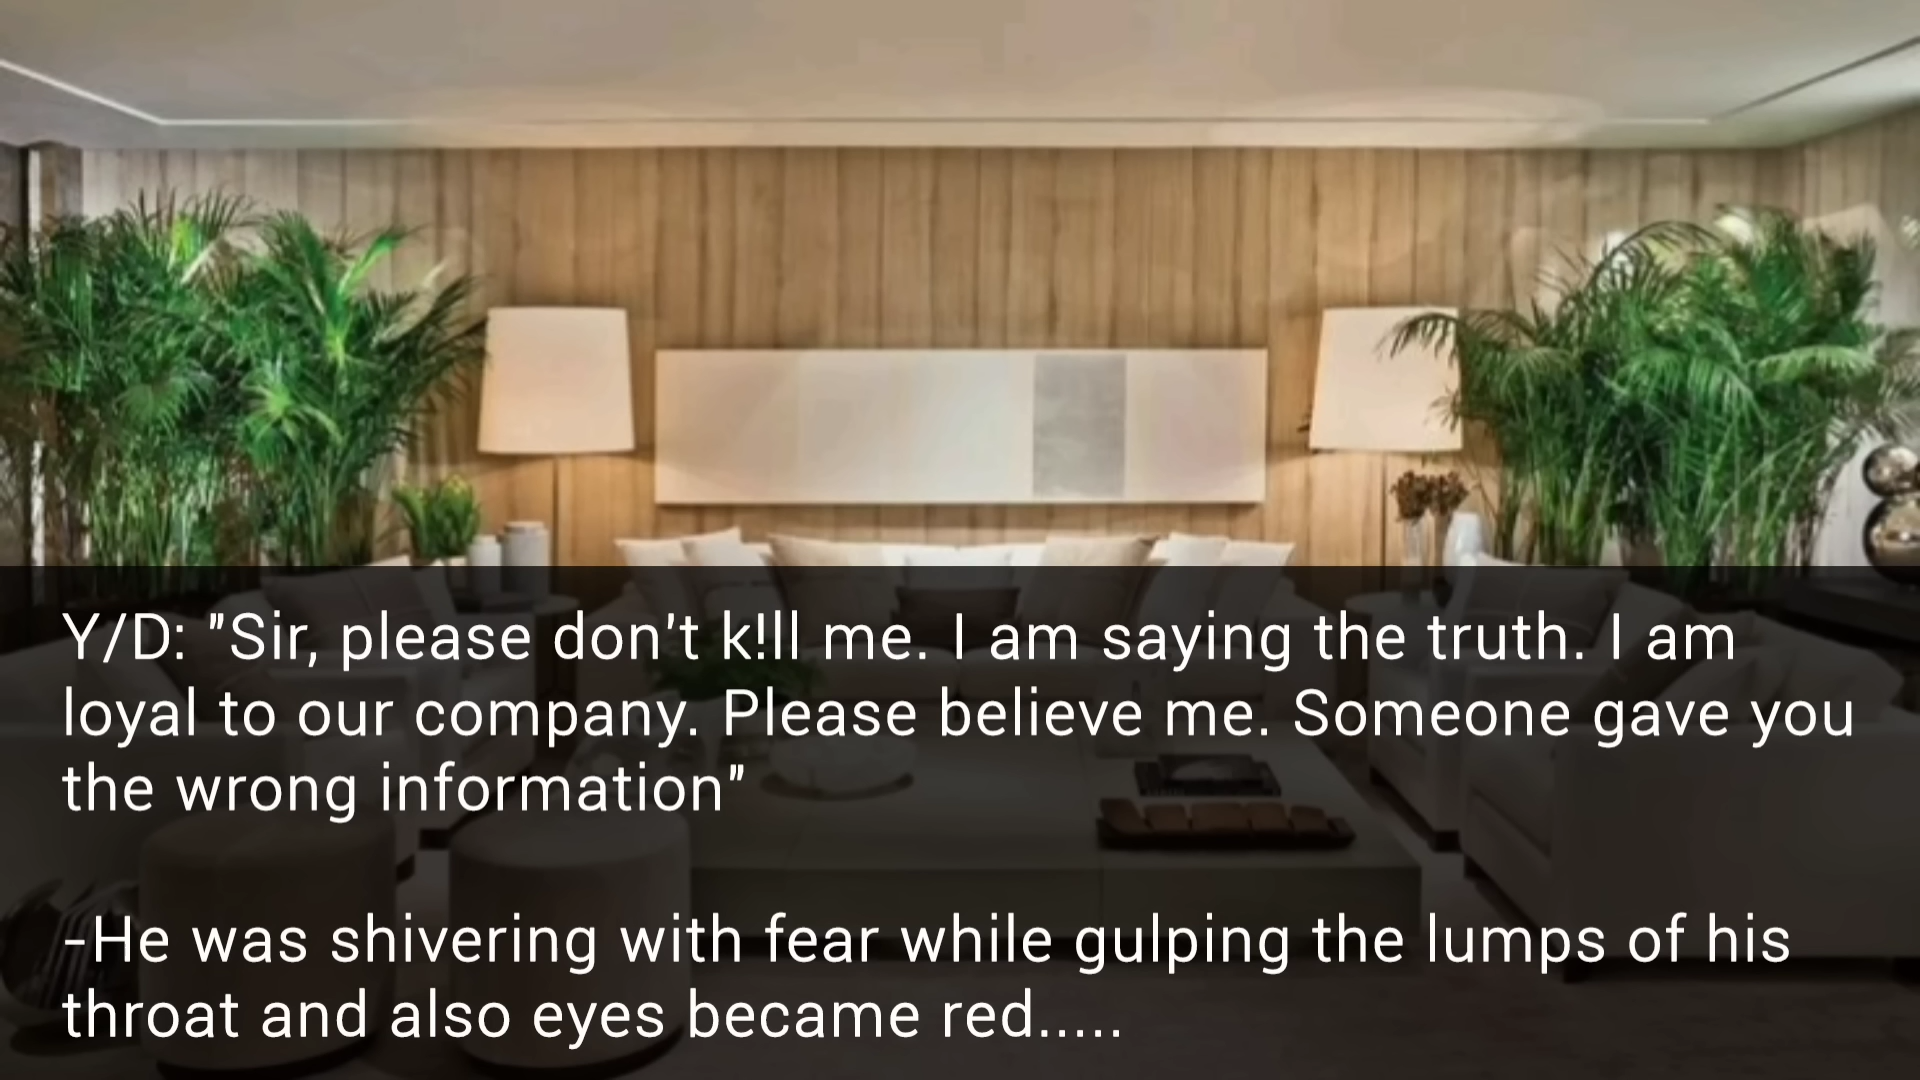 Y/D: "Sir, please don't k!ll me. I am saying the truth. I am
loyal to our company. Please believe me. Someone gave you
the wrong information"
-He was shivering with fear while gulping the lumps of his
throat and also eyes became red.....